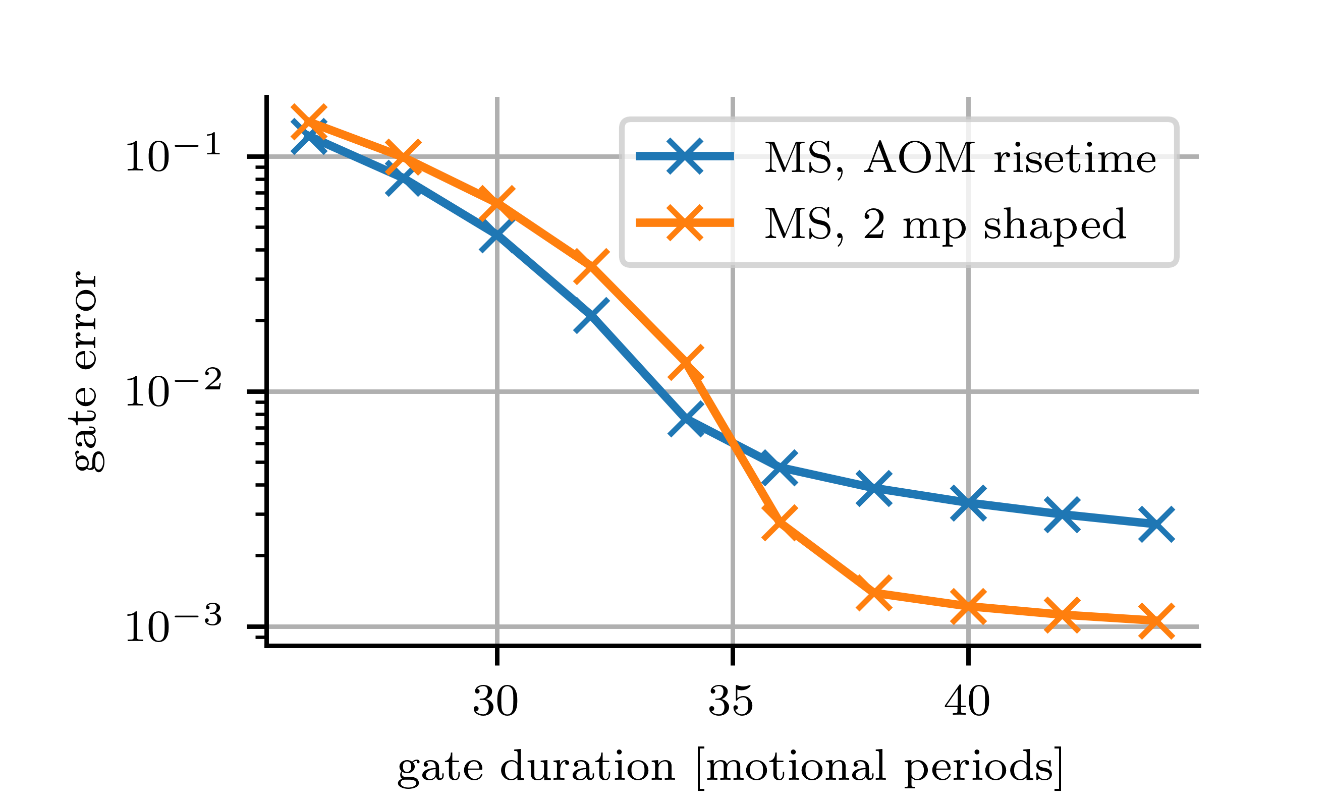 10⁻¹
10⁻²
10⁻³
gate error
MS, AOM risetime
MS, 2 mp shaped
30 35 40
gate duration [motional periods]